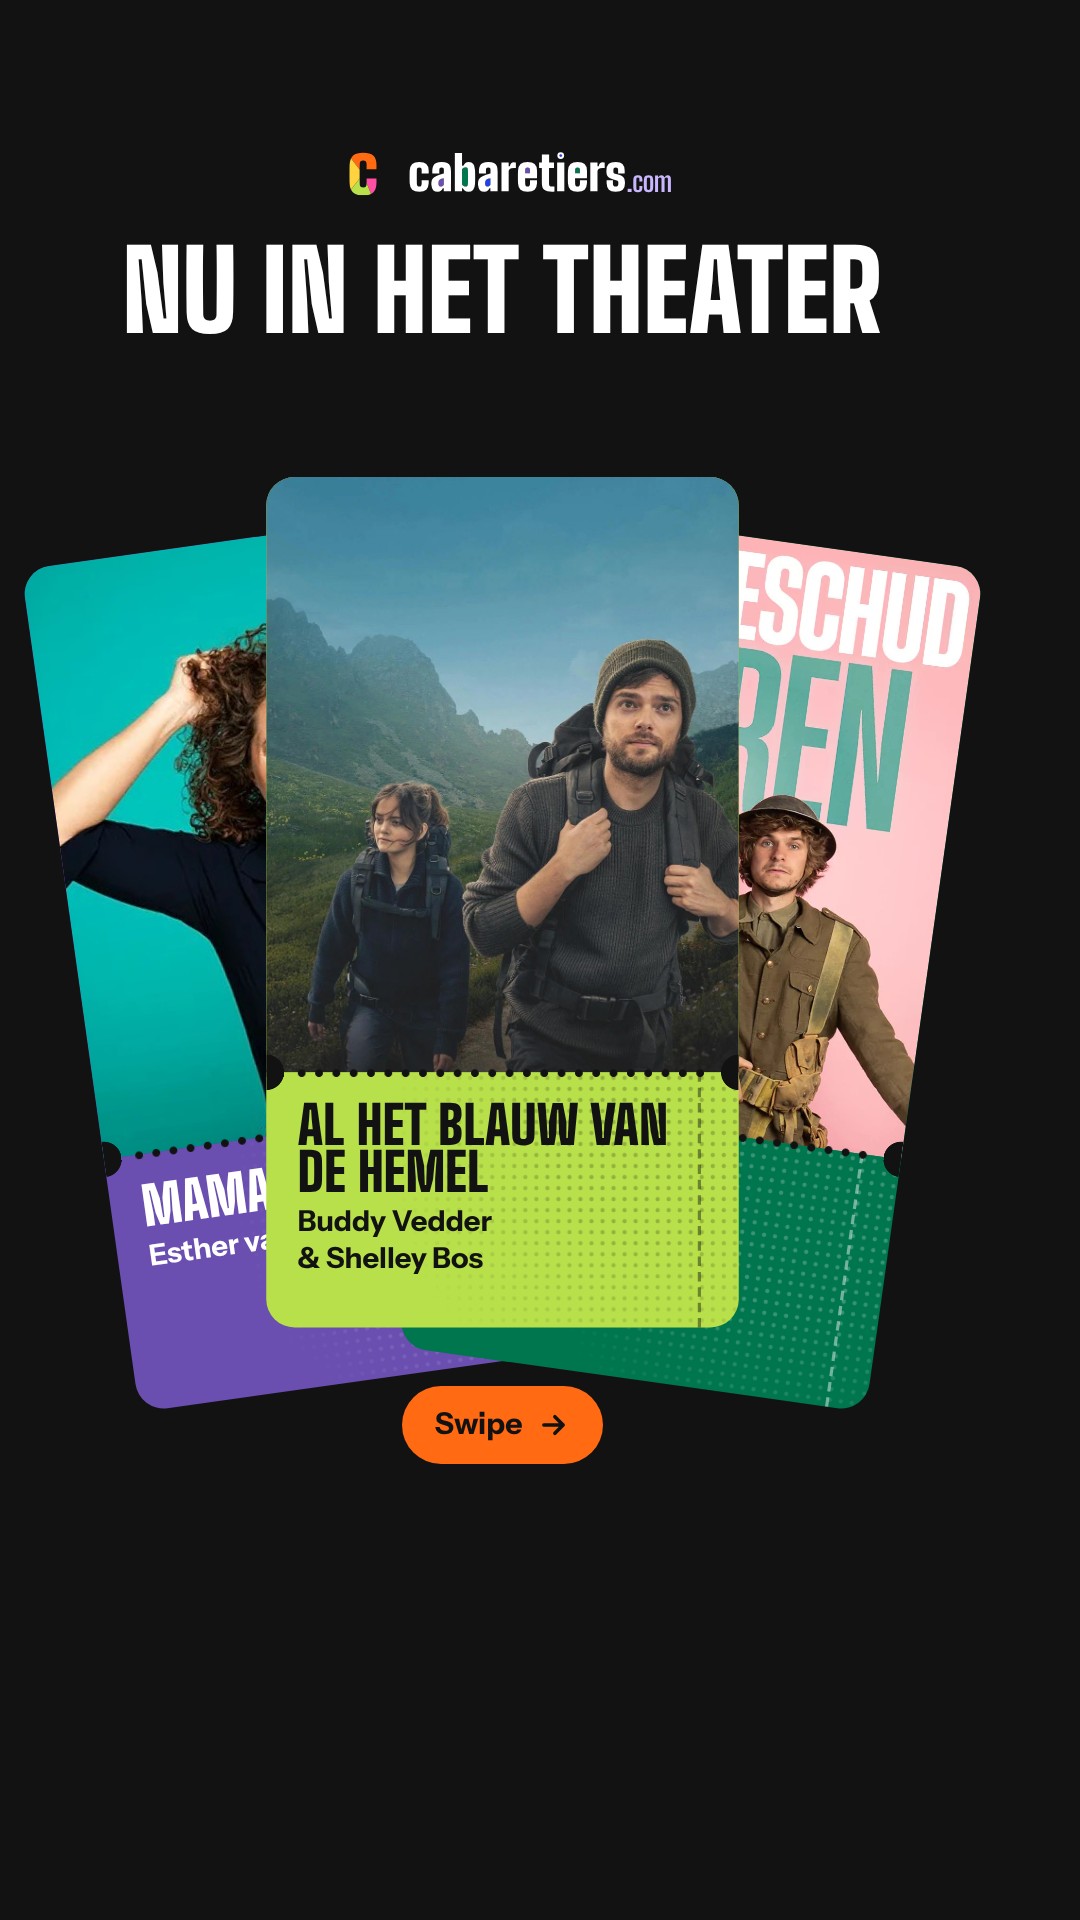 cabaretiers.com
NU IN HET THEATER
ESCHUD
REN
AL HET BLAUW VAN
DE HEMEL
Buddy Vedder
& Shelley Bos
MAMA
Esther va
Swipe →